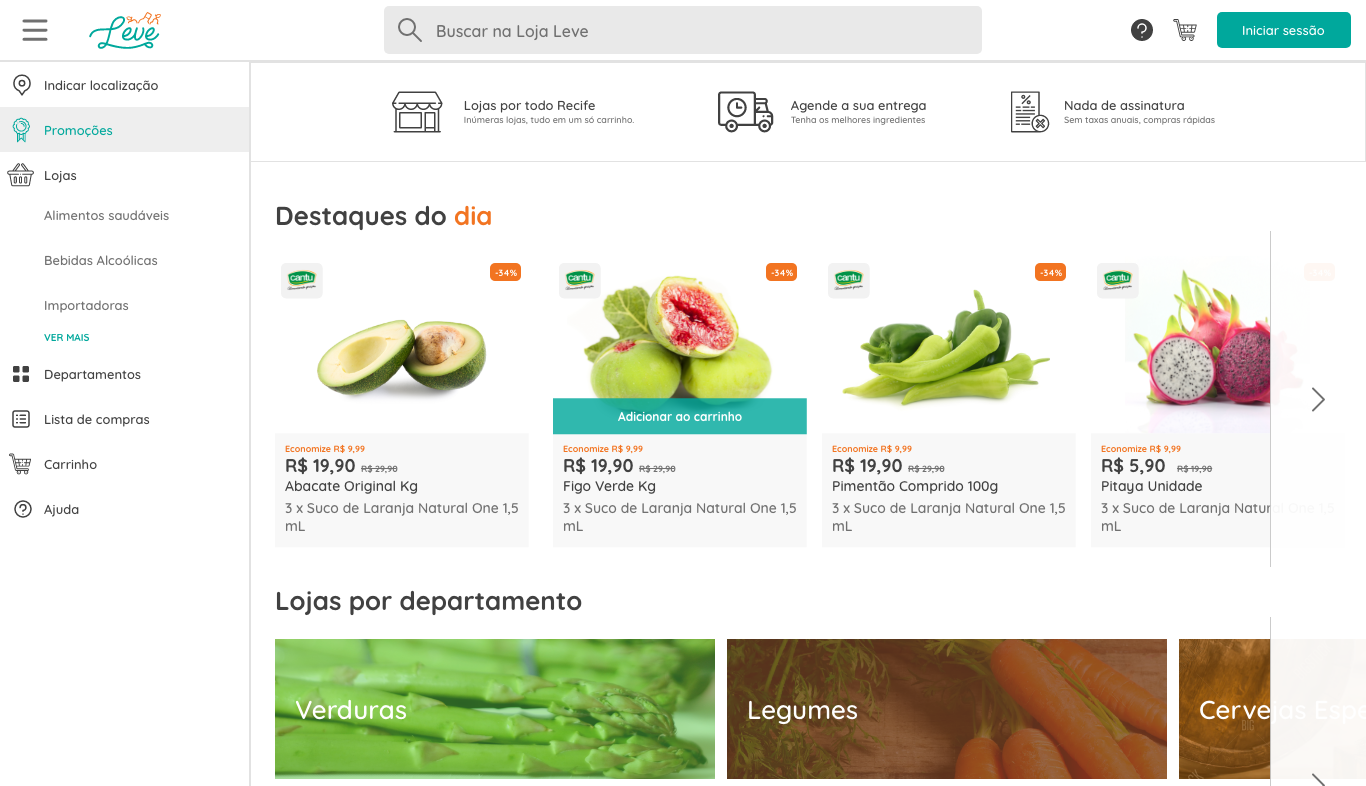 Leve
Buscar na Loja Leve
Iniciar sessão
Indicar localização
Promoções
Lojas
Alimentos saudáveis
Bebidas Alcoólicas
Importadoras
VER MAIS
Departamentos
Lista de compras
Carrinho
Ajuda
Lojas por todo Recife
Inúmeras lojas, tudo em um só carrinho.
Agende a sua entrega
Tenha os melhores ingredientes
Nada de assinatura
Sem taxas anuais, compras rápidas
Destaques do dia
cantu
-34%
Economize R$ 9,99
R$ 19,90 R$ 29,90
Abacate Original Kg
3 x Suco de Laranja Natural One 1,5
mL
cantu
-34%
Adicionar ao carrinho
Economize R$ 9,99
R$ 19,90 R$ 29,90
Figo Verde Kg
3 x Suco de Laranja Natural One 1,5
mL
cantu
-34%
Economize R$ 9,99
R$ 19,90 R$ 29,90
Pimentão Comprido 100g
3 x Suco de Laranja Natural One 1,5
mL
cantu
Economize R$ 9,99
R$ 5,90 R$ 19,90
Pitaya Unidade
3 x Suco de Laranja Natural One 1,5
mL
Lojas por departamento
Verduras
Legumes
Cervejas Espe